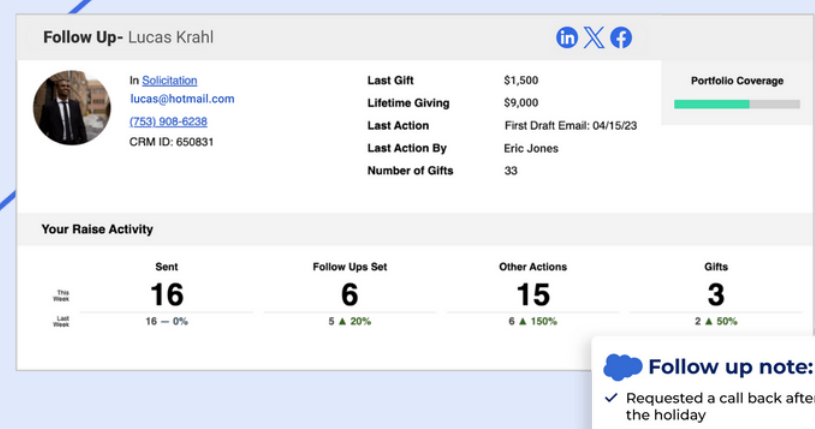 Follow Up- Lucas Krahl
in
In Solicitation
lucas@hotmail.com
(753) 908-6238
CRM ID: 650831
Last Gift $1,500
Lifetime Giving $9,000
Last Action First Draft Email: 04/15/23
Last Action By Eric Jones
Number of Gifts 33
Portfolio Coverage
Your Raise Activity
Sent Follow Ups Set Other Actions Gifts
This Week 16 6 15 3
Last Week 16 — 0% 5 ▲ 20% 6 ▲ 150% 2 ▲ 50%
Follow up note:
✓ Requested a call back after
the holiday